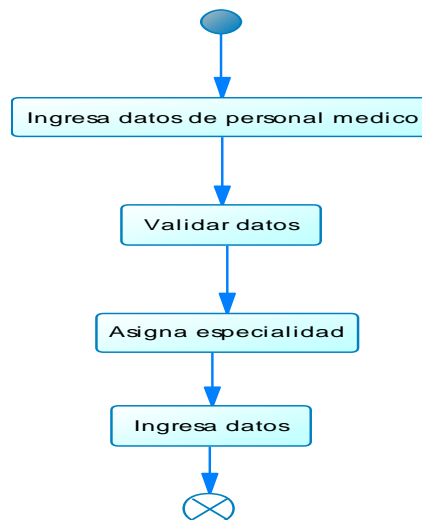 Ingresa datos de personal medico
Validar datos
Asigna especialidad
Ingresa datos